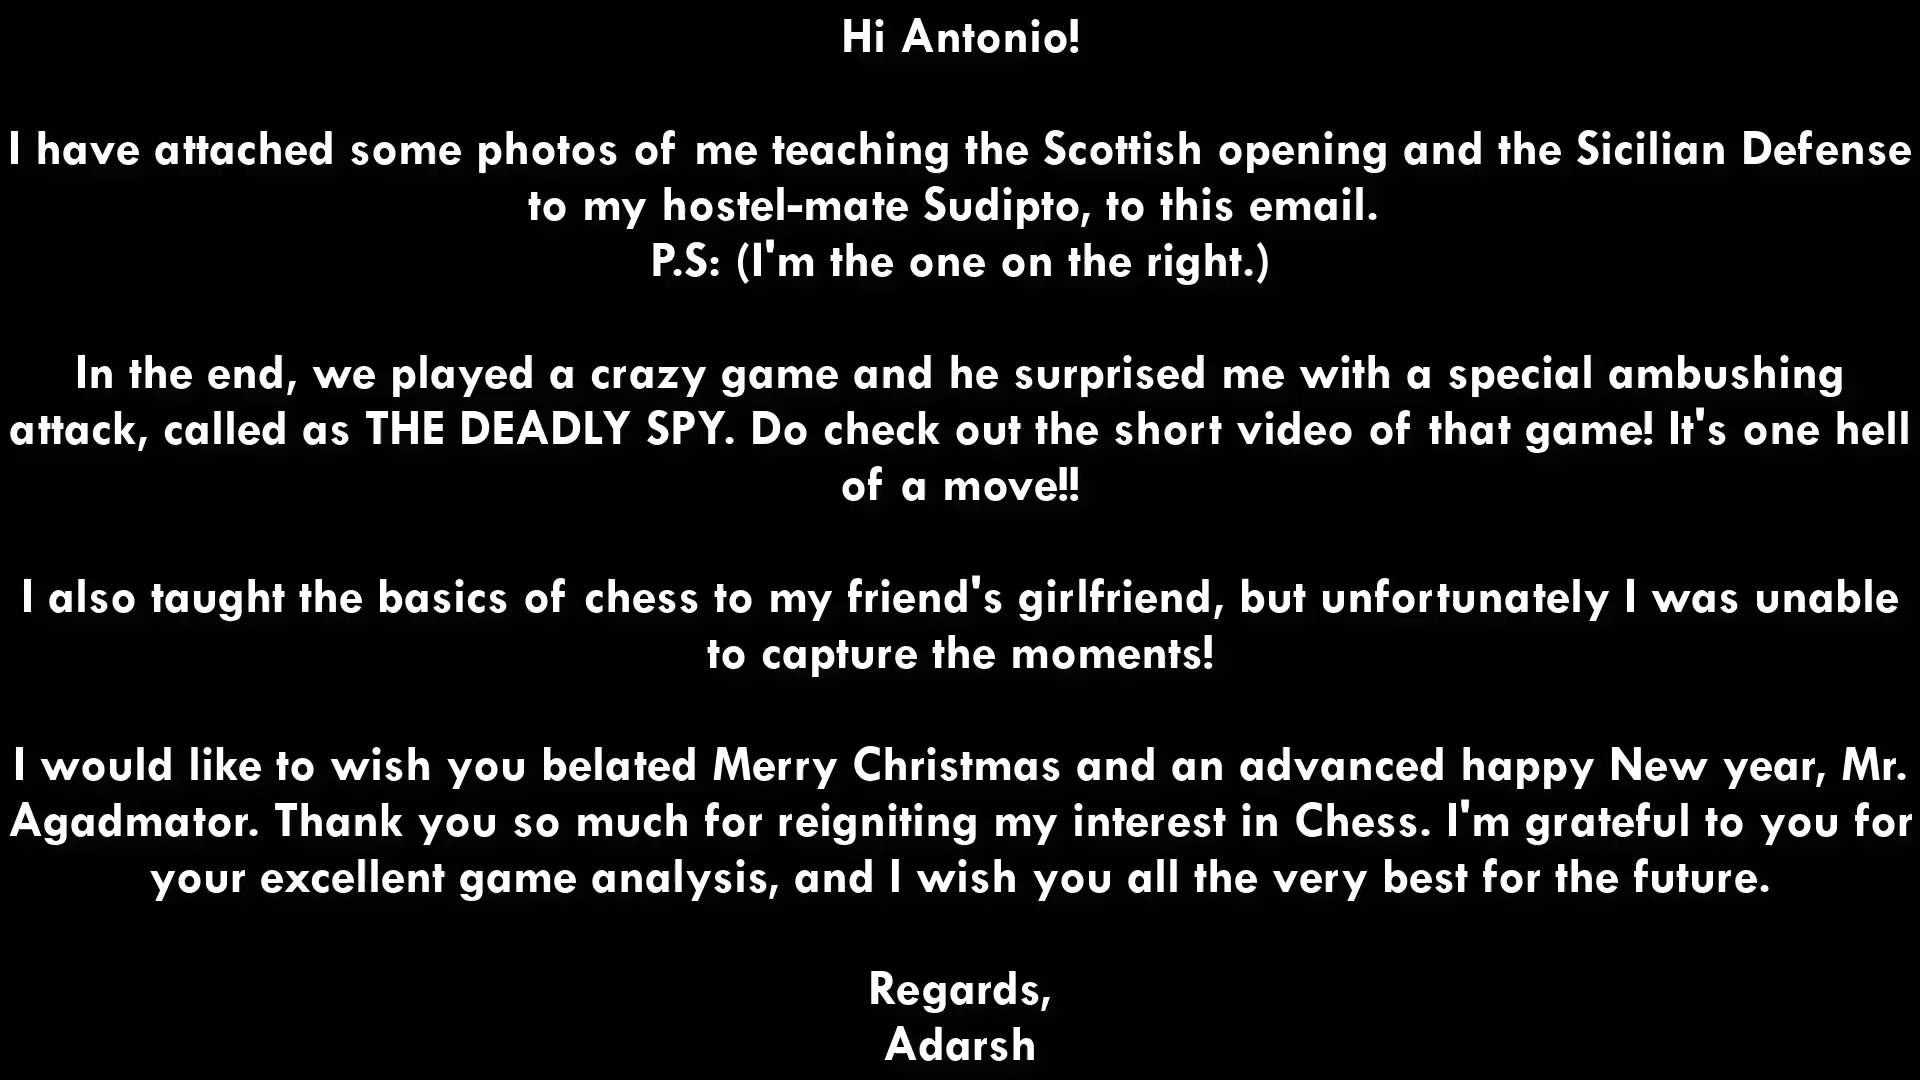 Hi Antonio!
I have attached some photos of me teaching the Scottish opening and the Sicilian Defense
to my hostel-mate Sudipto, to this email.
P.S: (I'm the one on the right.)
In the end, we played a crazy game and he surprised me with a special ambushing
attack, called as THE DEADLY SPY. Do check out the short video of that game! It's one hell
of a move!!
I also taught the basics of chess to my friend's girlfriend, but unfortunately I was unable
to capture the moments!
I would like to wish you belated Merry Christmas and an advanced happy New year, Mr.
Agadmator. Thank you so much for reigniting my interest in Chess. I'm grateful to you for
your excellent game analysis, and I wish you all the very best for the future.
Regards,
Adarsh